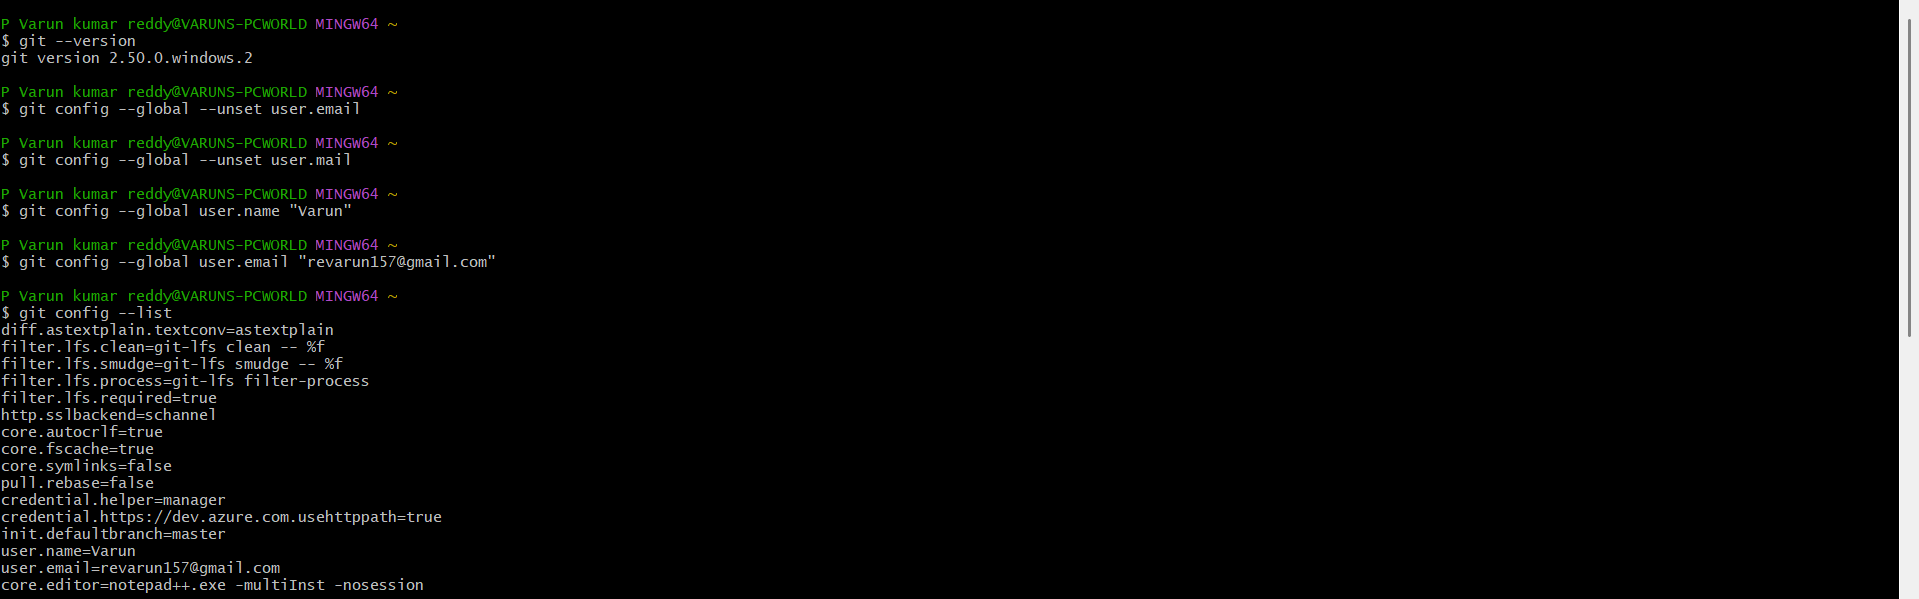 P Varun kumar reddy@VARUNS-PCWORLD MINGW64 ~
$ git --version
git version 2.50.0.windows.2
P Varun kumar reddy@VARUNS-PCWORLD MINGW64 ~
$ git config --global --unset user.email
P Varun kumar reddy@VARUNS-PCWORLD MINGW64 ~
$ git config --global --unset user.mail
P Varun kumar reddy@VARUNS-PCWORLD MINGW64 ~
$ git config --global user.name "Varun"
P Varun kumar reddy@VARUNS-PCWORLD MINGW64 ~
$ git config --global user.email "revarun157@gmail.com"
P Varun kumar reddy@VARUNS-PCWORLD MINGW64 ~
$ git config --list
diff.astextplain.textconv=astextplain
filter.lfs.clean=git-lfs clean -- %f
filter.lfs.smudge=git-lfs smudge -- %f
filter.lfs.process=git-lfs filter-process
filter.lfs.required=true
http.sslbackend=schannel
core.autocrlf=true
core.fscache=true
core.symlinks=false
pull.rebase=false
credential.helper=manager
credential.https://dev.azure.com.usehttppath=true
init.defaultbranch=master
user.name=Varun
user.email=revarun157@gmail.com
core.editor=notepad++.exe -multiInst -nosession